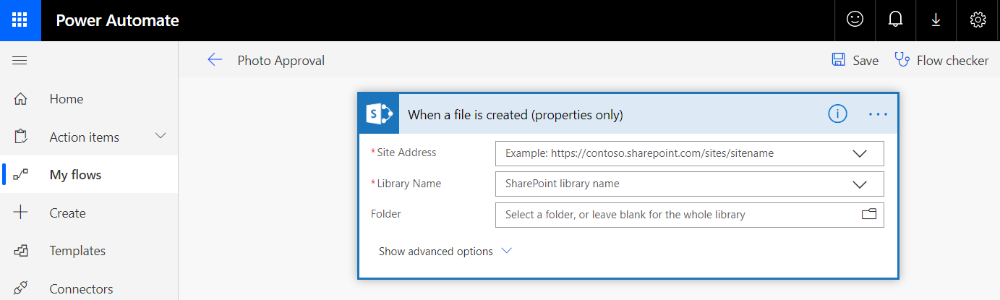 Power Automate
Photo Approval
Save
Flow checker
Home
Action items
My flows
Create
Templates
Connectors
S
When a file is created (properties only)
* Site Address
Example: https://contoso.sharepoint.com/sites/sitename
* Library Name
SharePoint library name
Folder
Select a folder, or leave blank for the whole library
Show advanced options